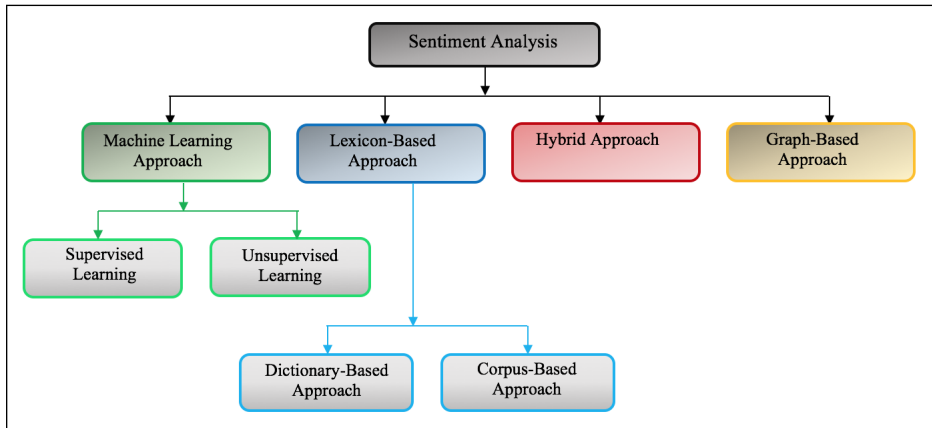 Sentiment Analysis
Machine Learning
Approach
Lexicon-Based
Approach
Hybrid Approach
Graph-Based
Approach
Supervised
Learning
Unsupervised
Learning
Dictionary-Based
Approach
Corpus-Based
Approach